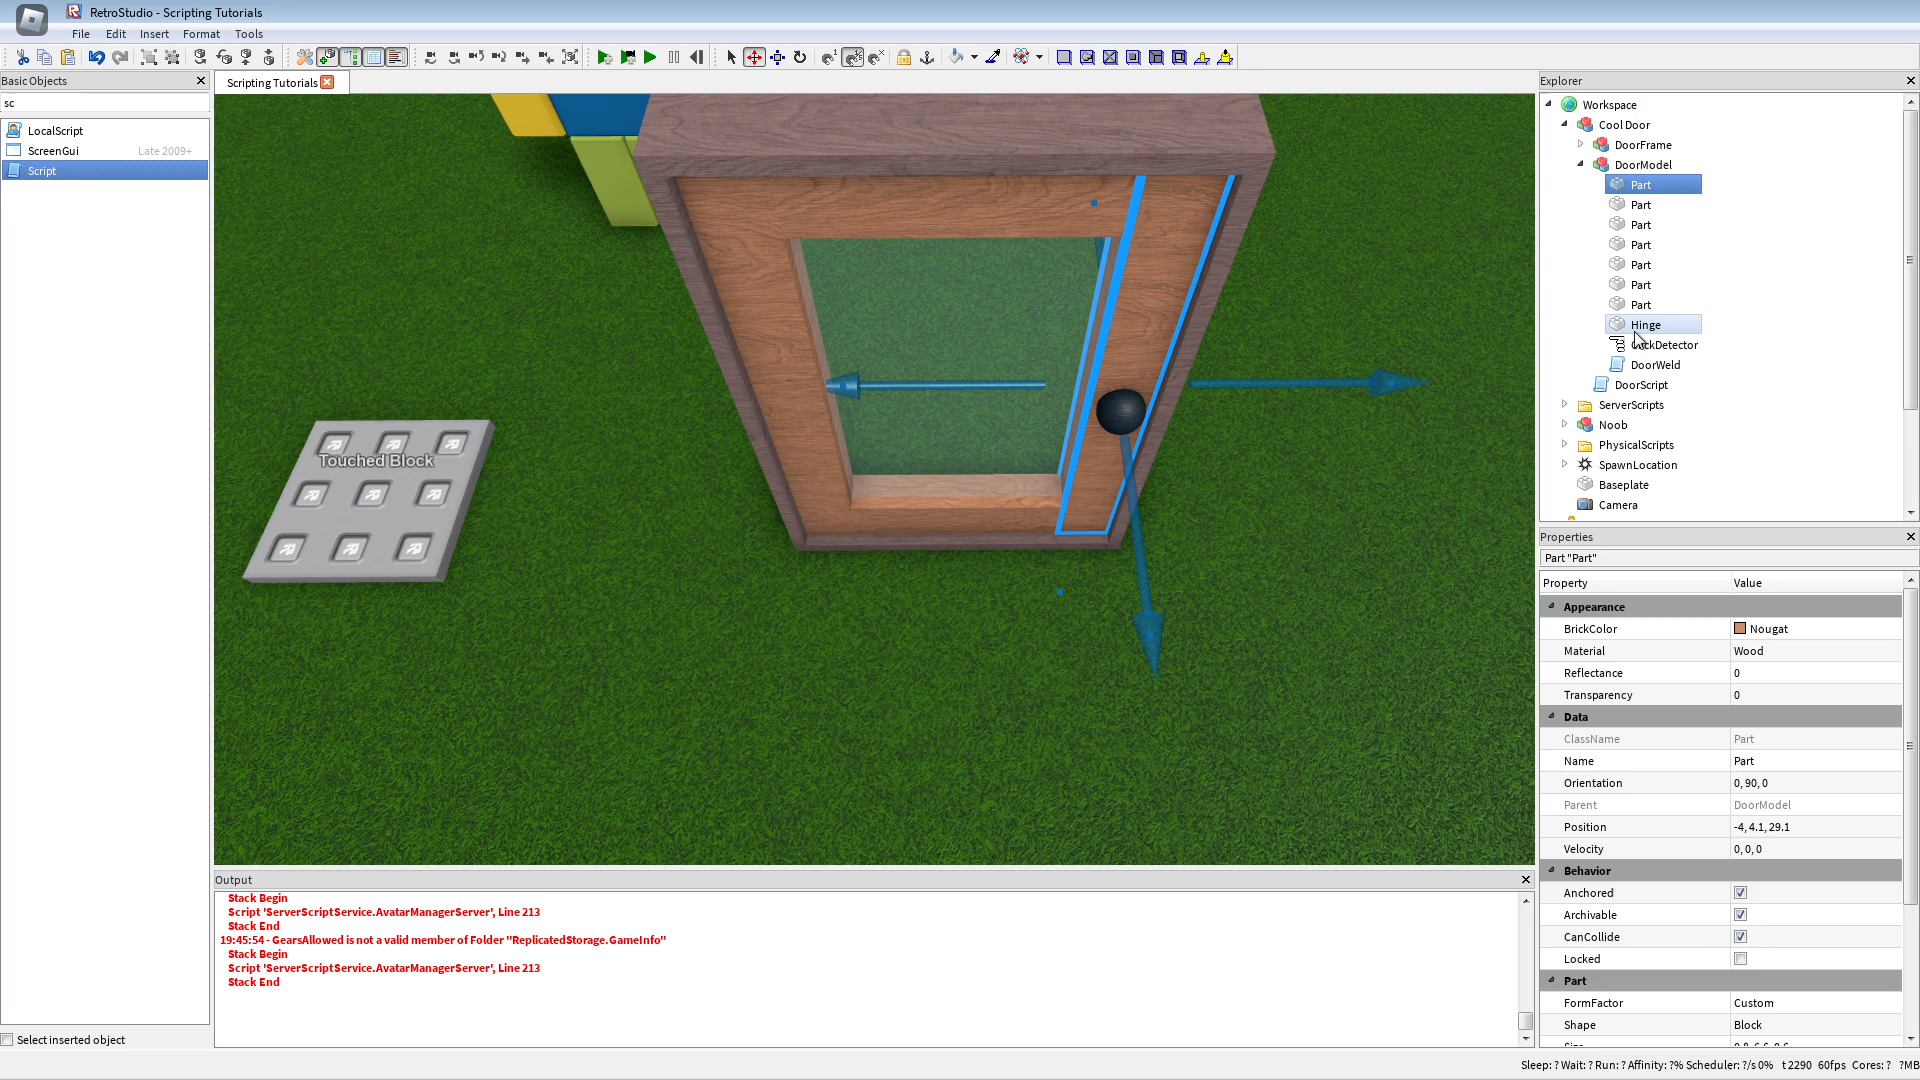 RetroStudio - Scripting Tutorials
File Edit Insert Format Tools
Basic Objects
sc
LocalScript
ScreenGui Late 2009+
Script
Select inserted object
Scripting Tutorials
Touched Block
Output
Stack Begin
Script 'ServerScriptService.AvatarManagerServer', Line 213
Stack End
19:45:54 - GearsAllowed is not a valid member of Folder "ReplicatedStorage.GameInfo"
Stack Begin
Script 'ServerScriptService.AvatarManagerServer', Line 213
Stack End
Explorer
Workspace
Cool Door
DoorFrame
DoorModel
Part
Part
Part
Part
Part
Part
Part
Hinge
DoorWeld
DoorScript
ServerScripts
Noob
PhysicalScripts
SpawnLocation
Baseplate
Camera
Properties
Part "Part"
Property Value
Appearance
BrickColor Nougat
Material Wood
Reflectance 0
Transparency 0
Data
ClassName Part
Name Part
Orientation 0, 90, 0
Parent DoorModel
Position -4, 4.1, 29.1
Velocity 0, 0, 0
Behavior
Anchored
Archivable
CanCollide
Locked
Part
FormFactor Custom
Shape Block
Sleep: ? Wait: ? Run: ? Affinity: ?% Scheduler: ?/s 0% t 2290 60fps Cores: ? ?MB